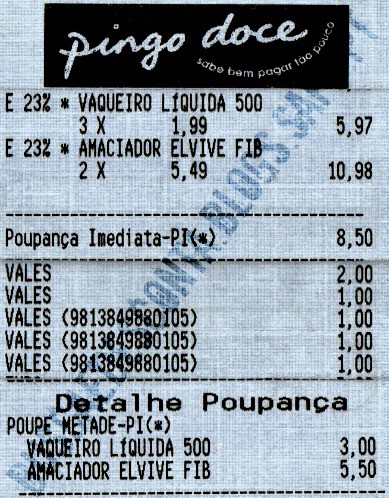 pingo doce
sabe bem pagar tão pouco
E 23% * VAQUEIRO LÍQUIDA 500
3 X 1,99 5,97
E 23% * AMACIADOR ELVIVE FIB
2 X 5,49 10,98
Poupança Imediata-PI(*) 8,50
VALES 2,00
VALES 1,00
VALES (9813849880105) 1,00
VALES (9813849880105) 1,00
VALES (9813849880105) 1,00
Detalhe Poupança
POUPE METADE-PI(*)
VAQUEIRO LÍQUIDA 500 3,00
AMACIADOR ELVIVE FIB 5,50